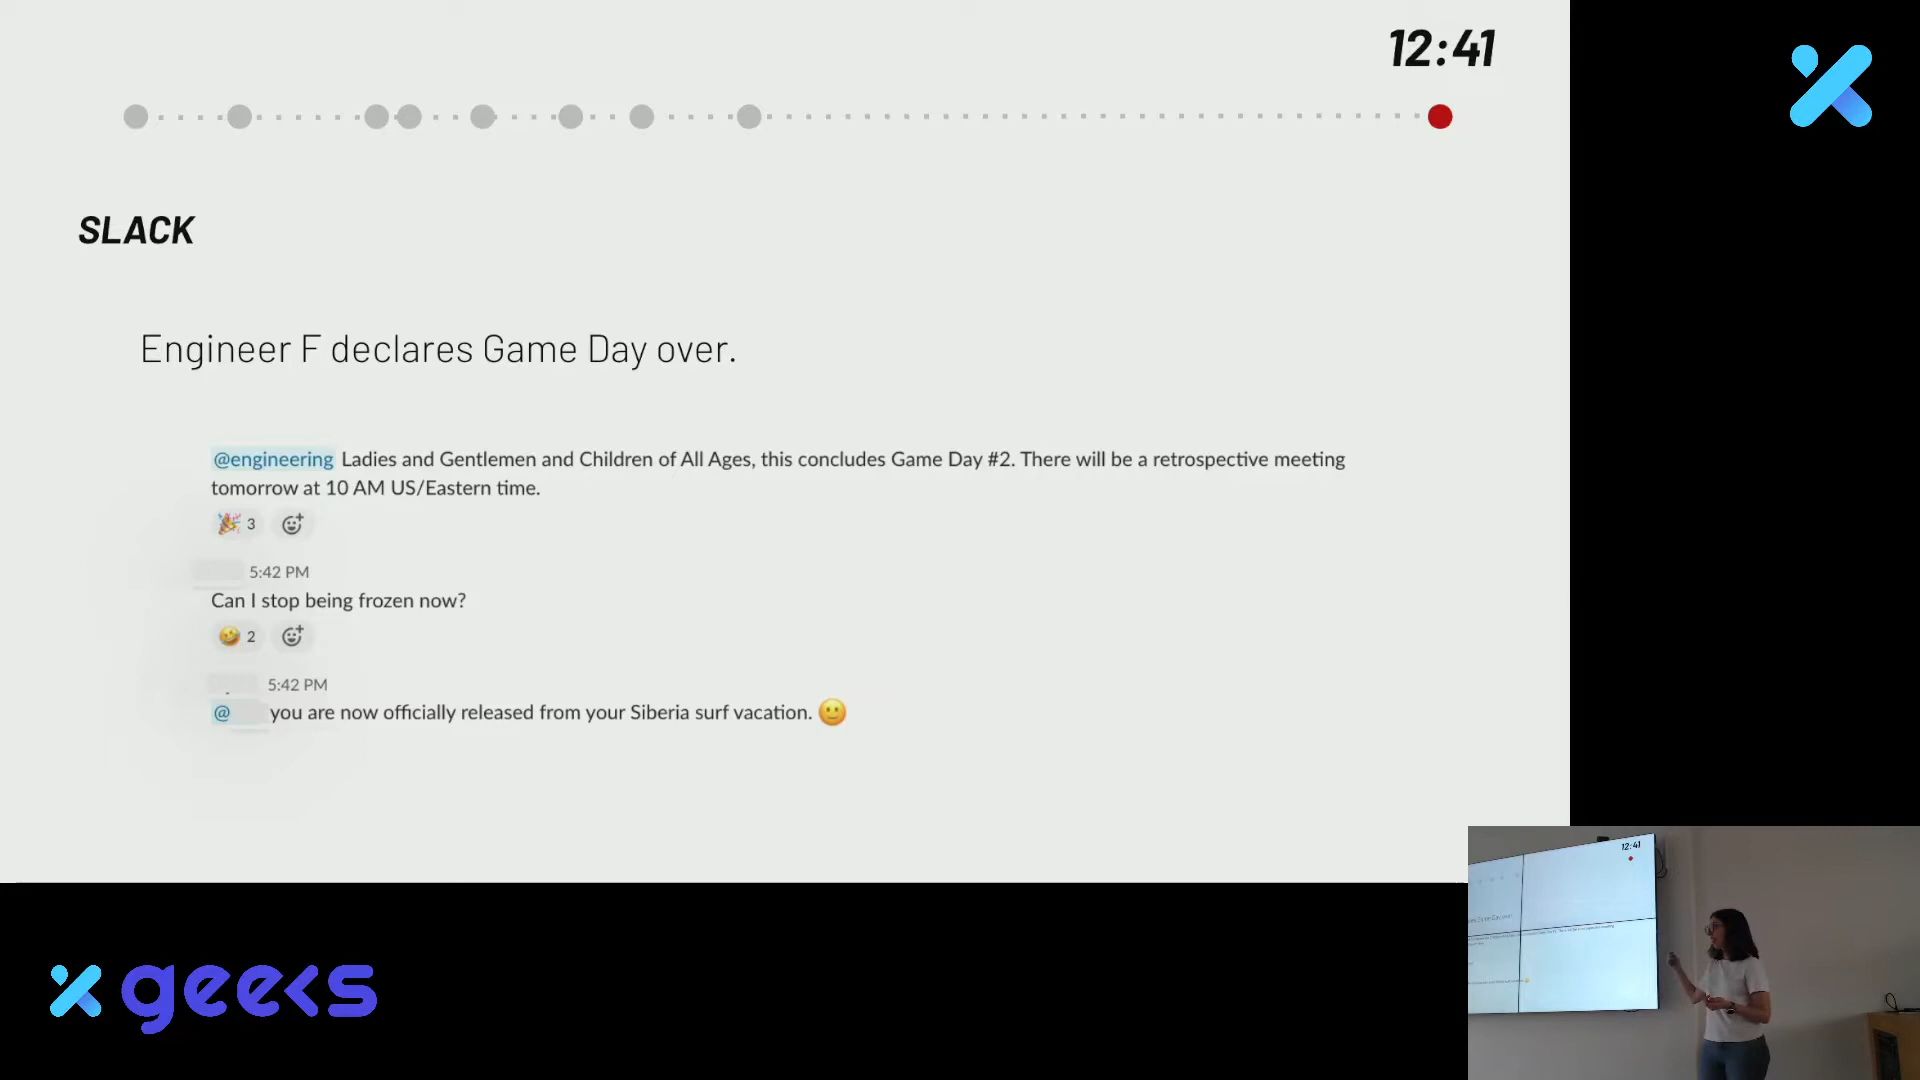 12:41
SLACK
Engineer F declares Game Day over.
@engineering Ladies and Gentlemen and Children of All Ages, this concludes Game Day #2. There will be a retrospective meeting
tomorrow at 10 AM US/Eastern time.
🎉 3
5:42 PM
Can I stop being frozen now?
🤣 2
5:42 PM
@ you are now officially released from your Siberia surf vacation. 🙂
geeks
12:41